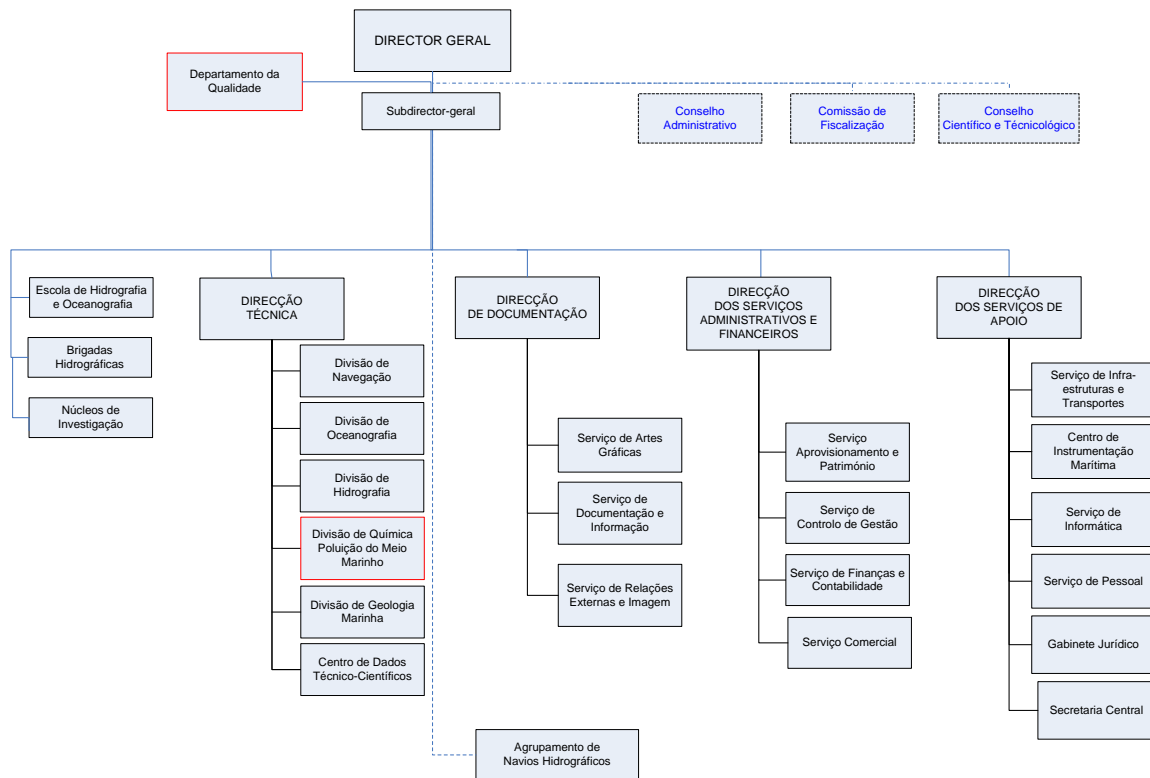 DIRECTOR GERAL
Departamento da
Qualidade
Subdirector-geral
Conselho
Administrativo
Comissão de
Fiscalização
Conselho
Científico e Técnicológico
Escola de Hidrografia
e Oceanografia
Brigadas
Hidrográficas
Núcleos de
Investigação
DIRECÇÃO
TÉCNICA
Divisão de
Navegação
Divisão de
Oceanografia
Divisão de
Hidrografia
Divisão de Química
Poluição do Meio
Marinho
Divisão de Geologia
Marinha
Centro de Dados
Técnico-Científicos
DIRECÇÃO
DE DOCUMENTAÇÃO
Serviço de Artes
Gráficas
Serviço de
Documentação e
Informação
Serviço de Relações
Externas e Imagem
DIRECÇÃO
DOS SERVIÇOS
ADMINISTRATIVOS E
FINANCEIROS
Serviço
Aprovisionamento e
Património
Serviço de
Controlo de Gestão
Serviço de Finanças e
Contabilidade
Serviço Comercial
DIRECÇÃO
DOS SERVIÇOS DE
APOIO
Serviço de Infra-
estruturas e
Transportes
Centro de
Instrumentação
Marítima
Serviço de
Informática
Serviço de Pessoal
Gabinete Jurídico
Secretaria Central
Agrupamento de
Navios Hidrográficos